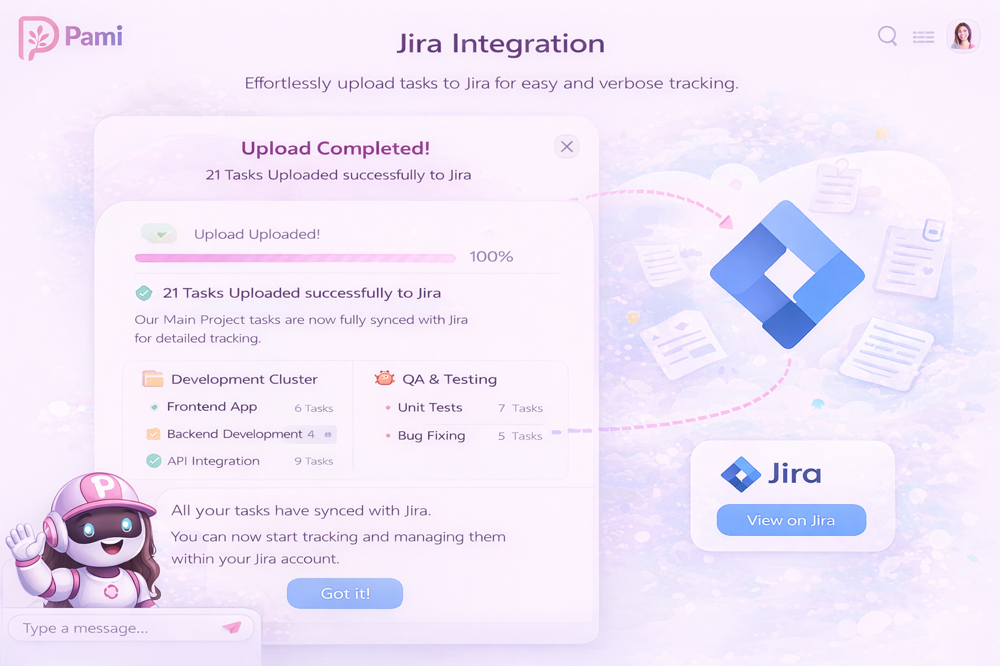 Pami
Jira Integration
Effortlessly upload tasks to Jira for easy and verbose tracking.
Upload Completed!
21 Tasks Uploaded successfully to Jira
Upload Uploaded!
100%
21 Tasks Uploaded successfully to Jira
Our Main Project tasks are now fully synced with Jira
for detailed tracking.
Development Cluster
Frontend App 6 Tasks
Backend Development 4
API Integration 9 Tasks
QA & Testing
Unit Tests 7 Tasks
Bug Fixing 5 Tasks
All your tasks have synced with Jira.
You can now start tracking and managing them
within your Jira account.
Got it!
P
Type a message...
Jira
View on Jira